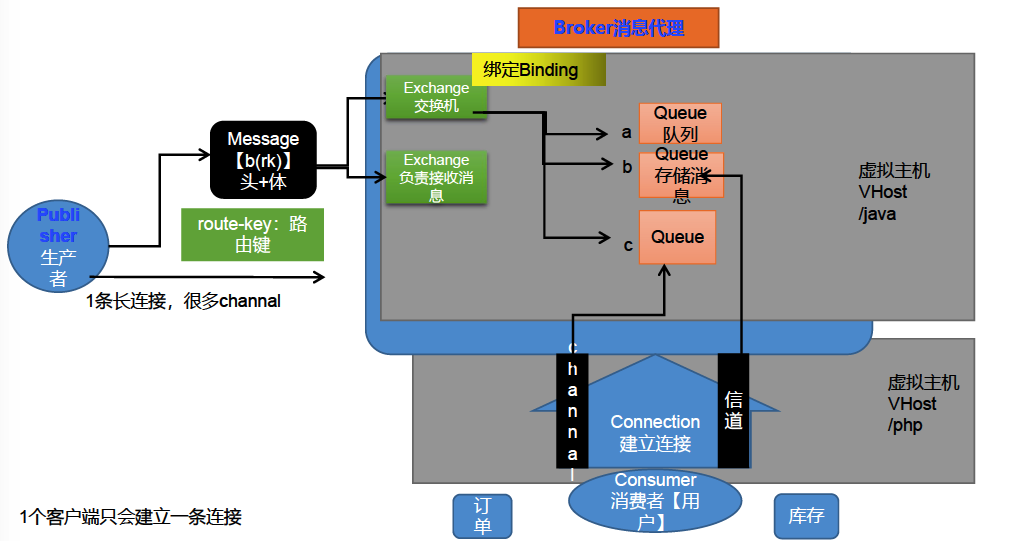 Broker消息代理
绑定Binding
Exchange
交换机
Queue
队列
a
Message
【b(rk)】
头+体
Exchange
负责接收消
息
b
Queue
存储消
息
虚拟主机
VHost
/java
Publi
sher
生产
者
route-key：路
由键
c
Queue
1条长连接，很多channal
c
h
a
n
n
a
l
信
道
Connection
建立连接
虚拟主机
VHost
/php
Consumer
消费者【用
户】
订
单
库存
1个客户端只会建立一条连接